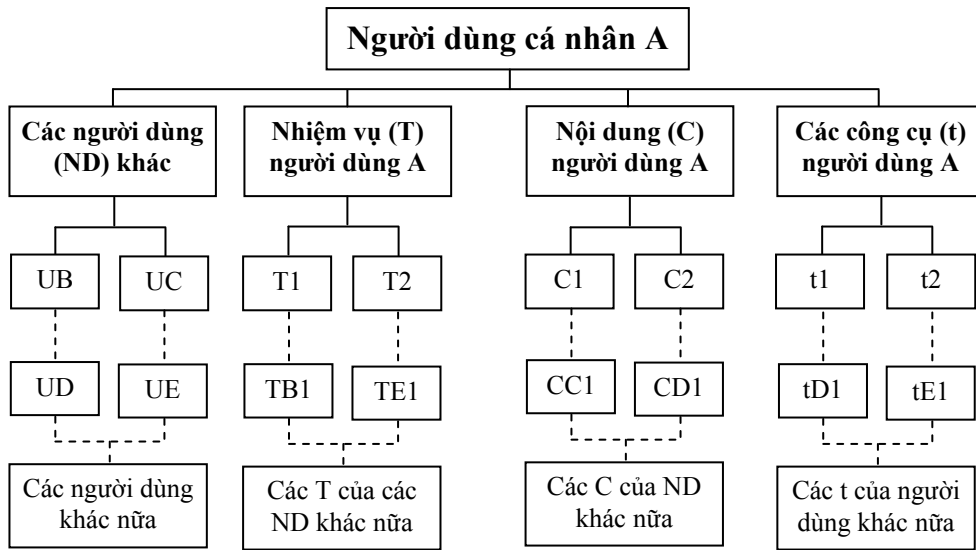 Người dùng cá nhân A
Các người dùng
(ND) khác
Nhiệm vụ (T)
người dùng A
Nội dung (C)
người dùng A
Các công cụ (t)
người dùng A
UB
UC
T1
T2
C1
C2
t1
t2
UD
UE
TB1
TE1
CC1
CD1
tD1
tE1
Các người dùng
khác nữa
Các T của các
ND khác nữa
Các C của ND
khác nữa
Các t của người
dùng khác nữa